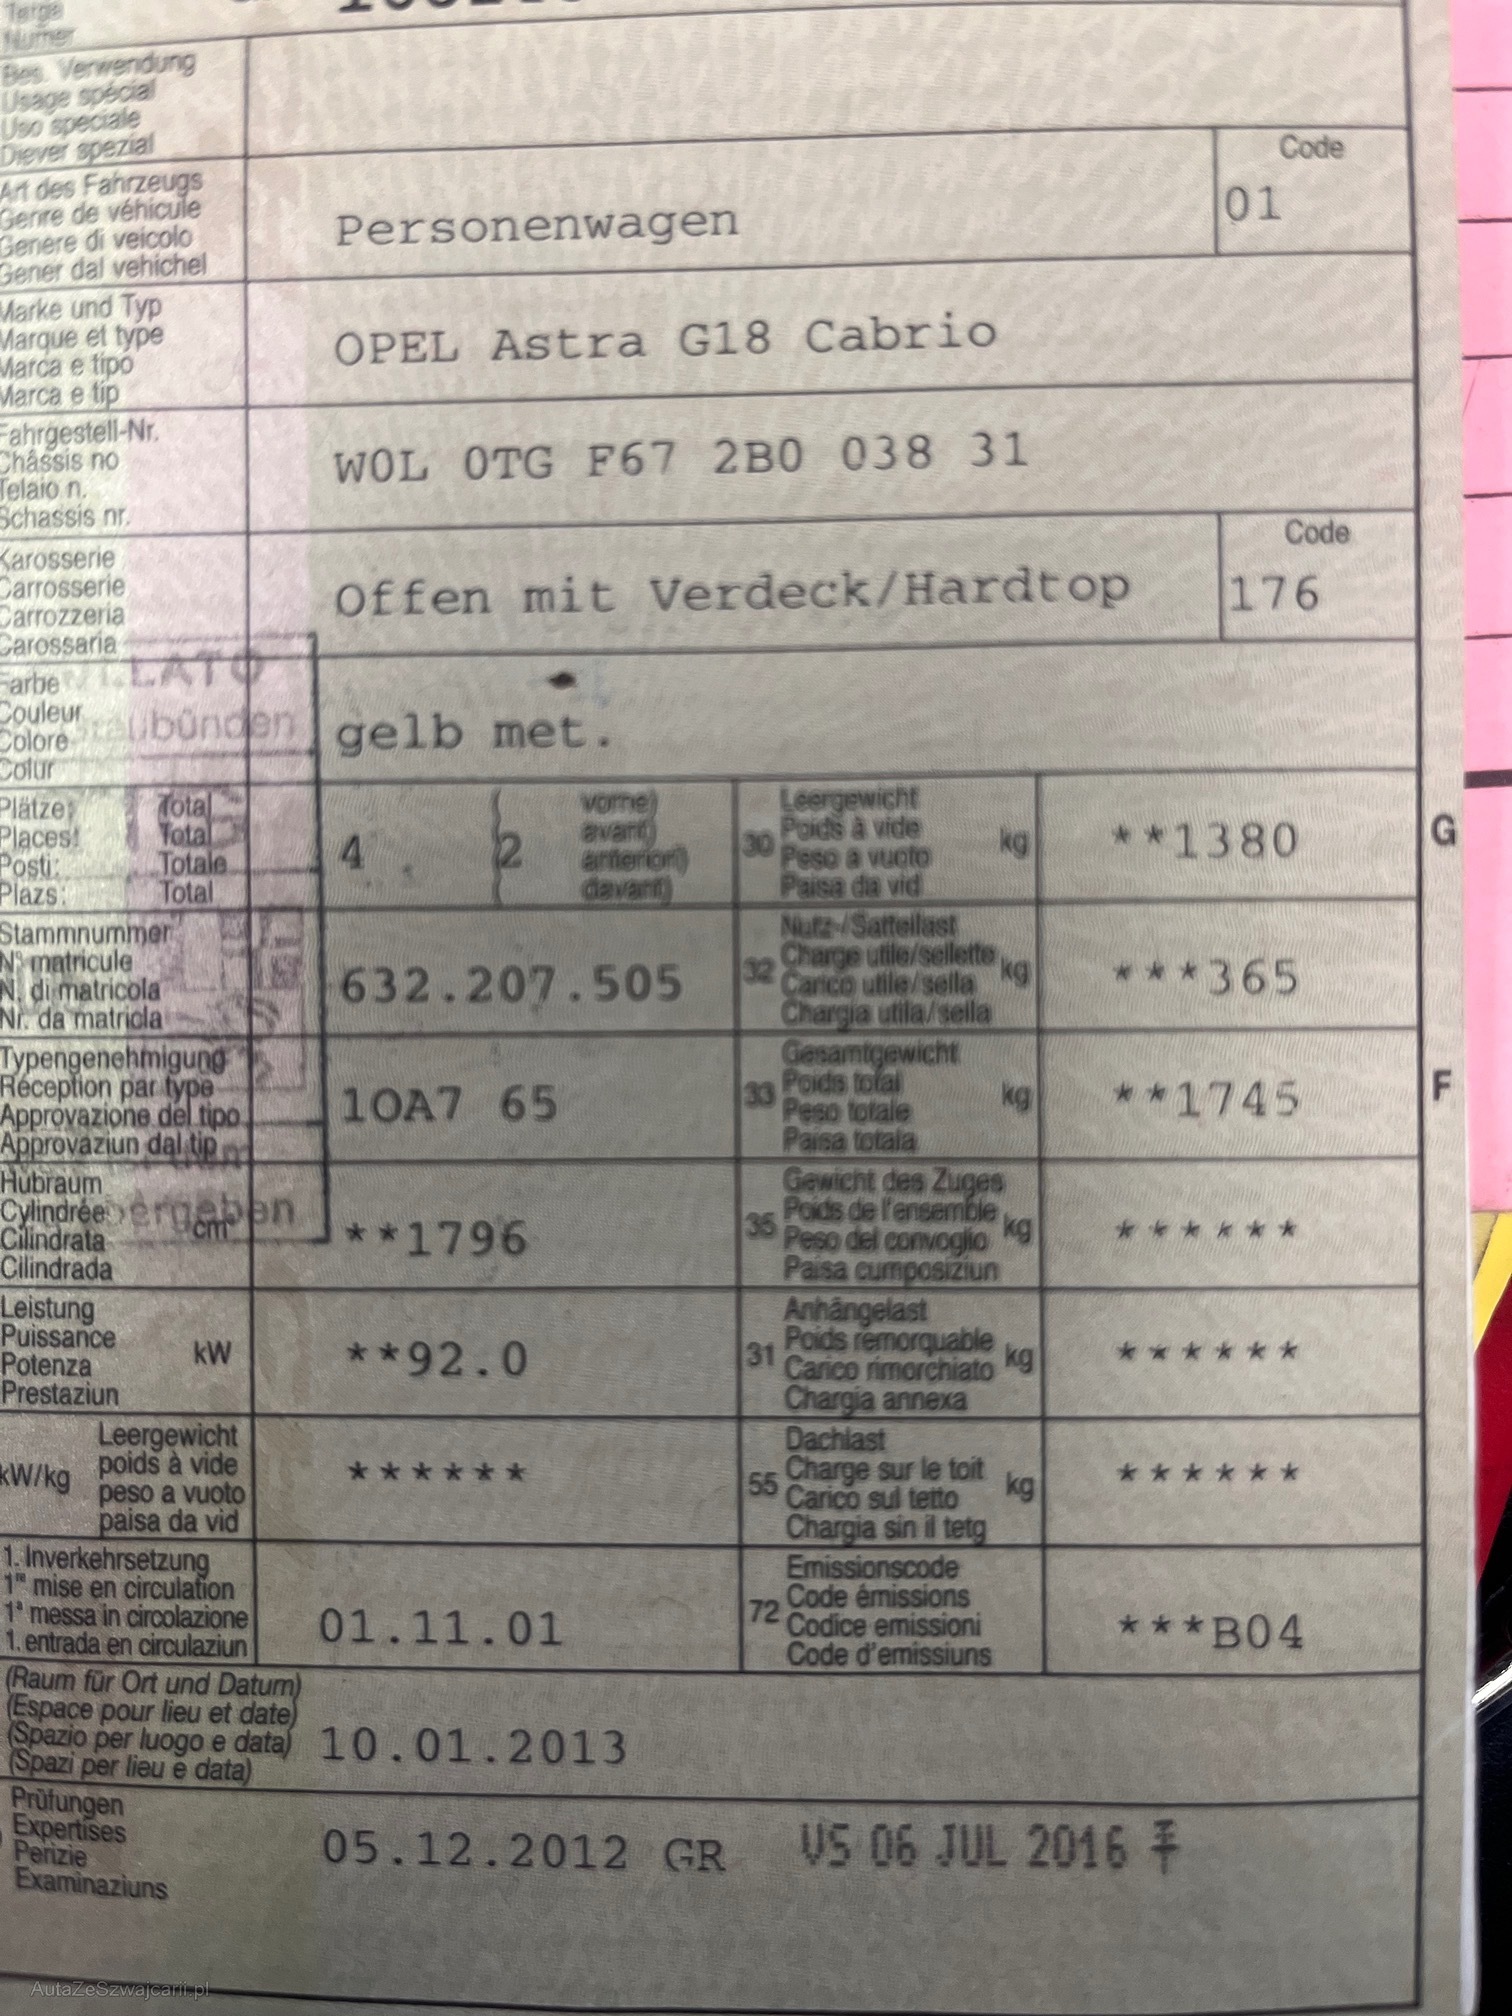 Targa
Numer
Bes. Verwendung
Usage spécial
Uso speciale
Diever spezial
Code
Art des Fahrzeugs
Genre de véhicule
Genere di veicolo
Gener dal vehichel
Personenwagen
01
Marke und Typ
Marque et type
Marca e tipo
Marca e tip
OPEL Astra G18 Cabrio
Fahrgestell-Nr.
Châssis no
Telaio n.
Schassis nr.
W0L 0TG F67 2B0 038 31
Code
Karosserie
Carrosserie
Carrozzeria
Carossaria
Offen mit Verdeck/Hardtop
176
LATO
Farbe
Couleur
Colore
Colur
ubünden
gelb met.
Plätze: Total
Places: Total
Posti: Totale
Plazs: Total
4 ( 2 vorne)
avant)
anteriori)
davant)
30 Leergewicht
Poids à vide
Peso a vuoto
Paisa da vid
kg
**1380
G
Stammnummer
N° matricule
N. di matricola
Nr. da matricla
632.207.505
32 Nutz-/Sattellast
Charge utile/sellette
Carico utile/sella
Chargia utila/sella
kg
***365
Typengenehmigung
Réception par type
Approvazione del tipo
Approvaziun dal tip
1OA7 65
33 Gesamtgewicht
Poids total
Peso totale
Paisa totala
kg
**1745
F
Hubraum
Cylindrée
Cilindrata
Cilindrada
cm³
ergeben
**1796
35 Gewicht des Zuges
Poids de l'ensemble
Peso del convoglio
Paisa cumposiziun
kg
******
Leistung
Puissance
Potenza
Prestaziun
kW
**92.0
31 Anhängelast
Poids remorquable
Carico rimorchiato
Chargia annexa
kg
******
kW/kg
Leergewicht
poids à vide
peso a vuoto
paisa da vid
******
55 Dachlast
Charge sur le toit
Carico sul tetto
Chargia sin il tetg
kg
******
1. Inverkehrsetzung
1re mise en circulation
1a messa in circolazione
1. entrada en circulaziun
01.11.01
72 Emissionscode
Code émissions
Codice emissioni
Code d'emissiuns
***B04
(Raum für Ort und Datum)
(Espace pour lieu et date)
(Spazio per luogo e data)
(Spazi per lieu e data)
10.01.2013
Prüfungen
Expertises
Perizie
Examinaziuns
05.12.2012 GR
VS 06 JUL 2016
AutaZeSzwajcarii.pl